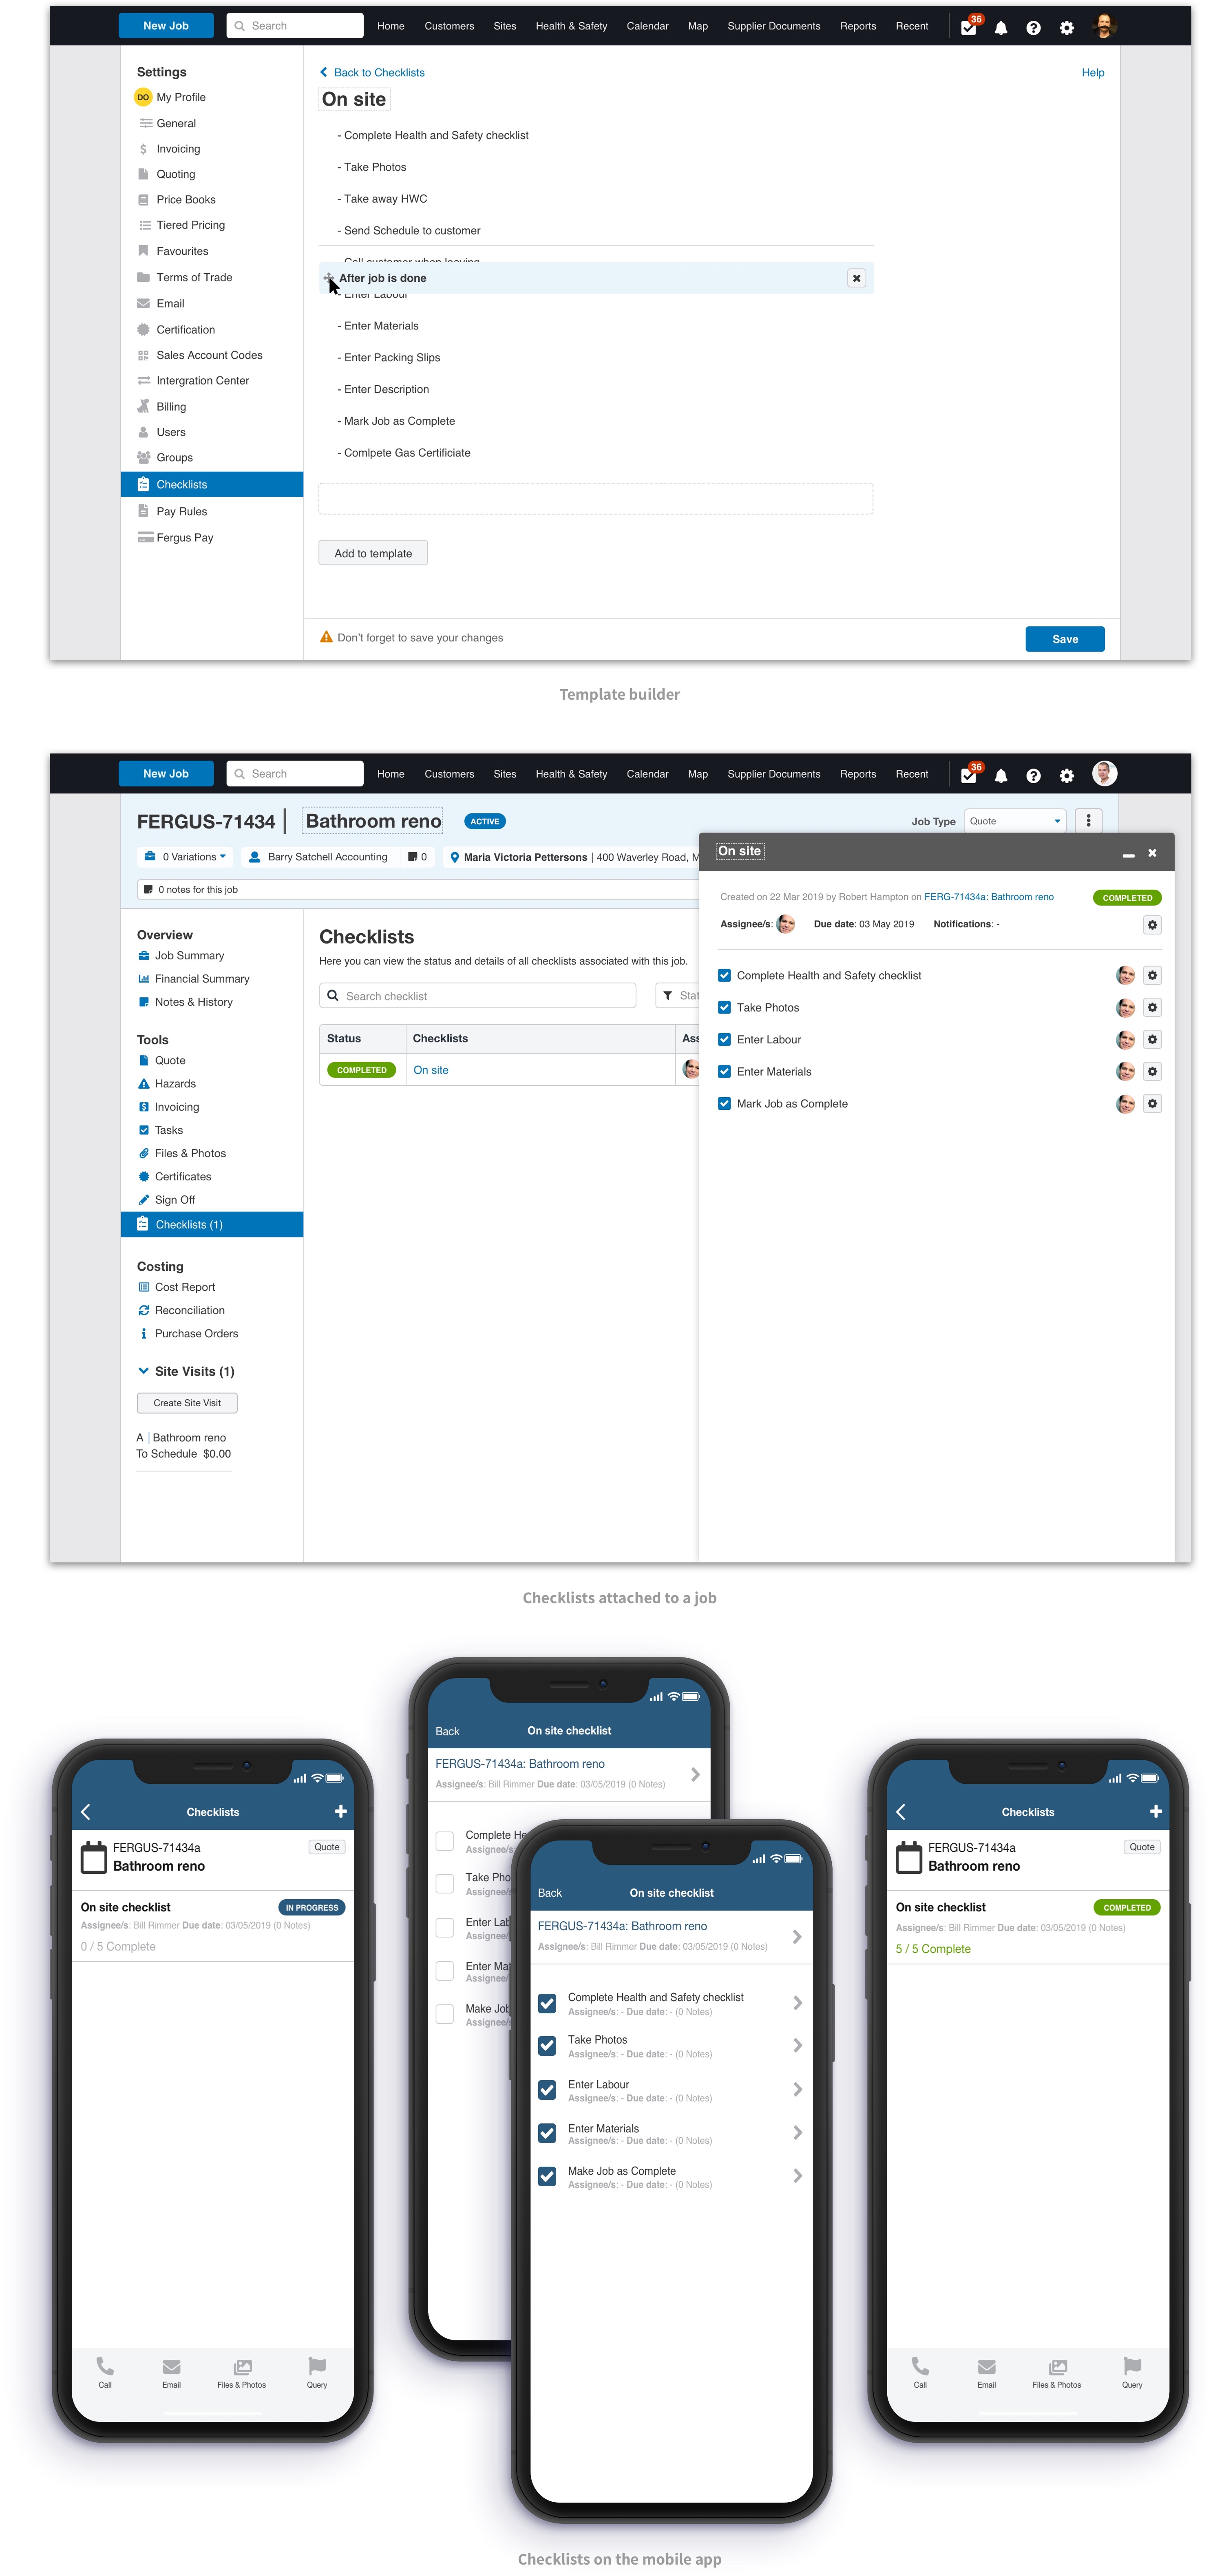 New Job Search Home Customers Sites Health & Safety Calendar Map Supplier Documents Reports Recent 36
Settings
DO My Profile
General
Invoicing
Quoting
Price Books
Tiered Pricing
Favourites
Terms of Trade
Email
Certification
Sales Account Codes
Intergration Center
Billing
Users
Groups
Checklists
Pay Rules
Fergus Pay
Back to Checklists Help
On site
- Complete Health and Safety checklist
- Take Photos
- Take away HWC
- Send Schedule to customer
- Call customer when leaving
After job is done
- Enter Labour
- Enter Materials
- Enter Packing Slips
- Enter Description
- Mark Job as Complete
- Comlpete Gas Certificiate
Add to template
Don't forget to save your changes Save
Template builder
New Job Search Home Customers Sites Health & Safety Calendar Map Supplier Documents Reports Recent 36
FERGUS-71434 Bathroom reno ACTIVE Job Type Quote
0 Variations Barry Satchell Accounting 0 Maria Victoria Pettersons | 400 Waverley Road, M
0 notes for this job
Overview
Job Summary
Financial Summary
Notes & History
Tools
Quote
Hazards
Invoicing
Tasks
Files & Photos
Certificates
Sign Off
Checklists (1)
Costing
Cost Report
Reconciliation
Purchase Orders
Site Visits (1)
Create Site Visit
A | Bathroom reno
To Schedule $0.00
Checklists
Here you can view the status and details of all checklists associated with this job.
Search checklist Stat
Status Checklists Ass
COMPLETED On site
On site
Created on 22 Mar 2019 by Robert Hampton on FERG-71434a: Bathroom reno COMPLETED
Assignee/s: Due date: 03 May 2019 Notifications: -
Complete Health and Safety checklist
Take Photos
Enter Labour
Enter Materials
Mark Job as Complete
Checklists attached to a job
Checklists
FERGUS-71434a Quote
Bathroom reno
On site checklist IN PROGRESS
Assignee/s: Bill Rimmer Due date: 03/05/2019 (0 Notes)
0 / 5 Complete
Call Email Files & Photos Query
Back On site checklist
FERGUS-71434a: Bathroom reno
Assignee/s: Bill Rimmer Due date: 03/05/2019 (0 Notes)
Complete He
Assignee/s
Take Pho
Assignee/s
Enter Lab
Assignee/
Enter Mat
Assignee/
Make Job
Assignee/s
Back On site checklist
FERGUS-71434a: Bathroom reno
Assignee/s: Bill Rimmer Due date: 03/05/2019 (0 Notes)
Complete Health and Safety checklist
Assignee/s: - Due date: - (0 Notes)
Take Photos
Assignee/s: - Due date: - (0 Notes)
Enter Labour
Assignee/s: - Due date: - (0 Notes)
Enter Materials
Assignee/s: - Due date: - (0 Notes)
Make Job as Complete
Assignee/s: - Due date: - (0 Notes)
Checklists
FERGUS-71434a Quote
Bathroom reno
On site checklist COMPLETED
Assignee/s: Bill Rimmer Due date: 03/05/2019 (0 Notes)
5 / 5 Complete
Call Email Files & Photos Query
Checklists on the mobile app